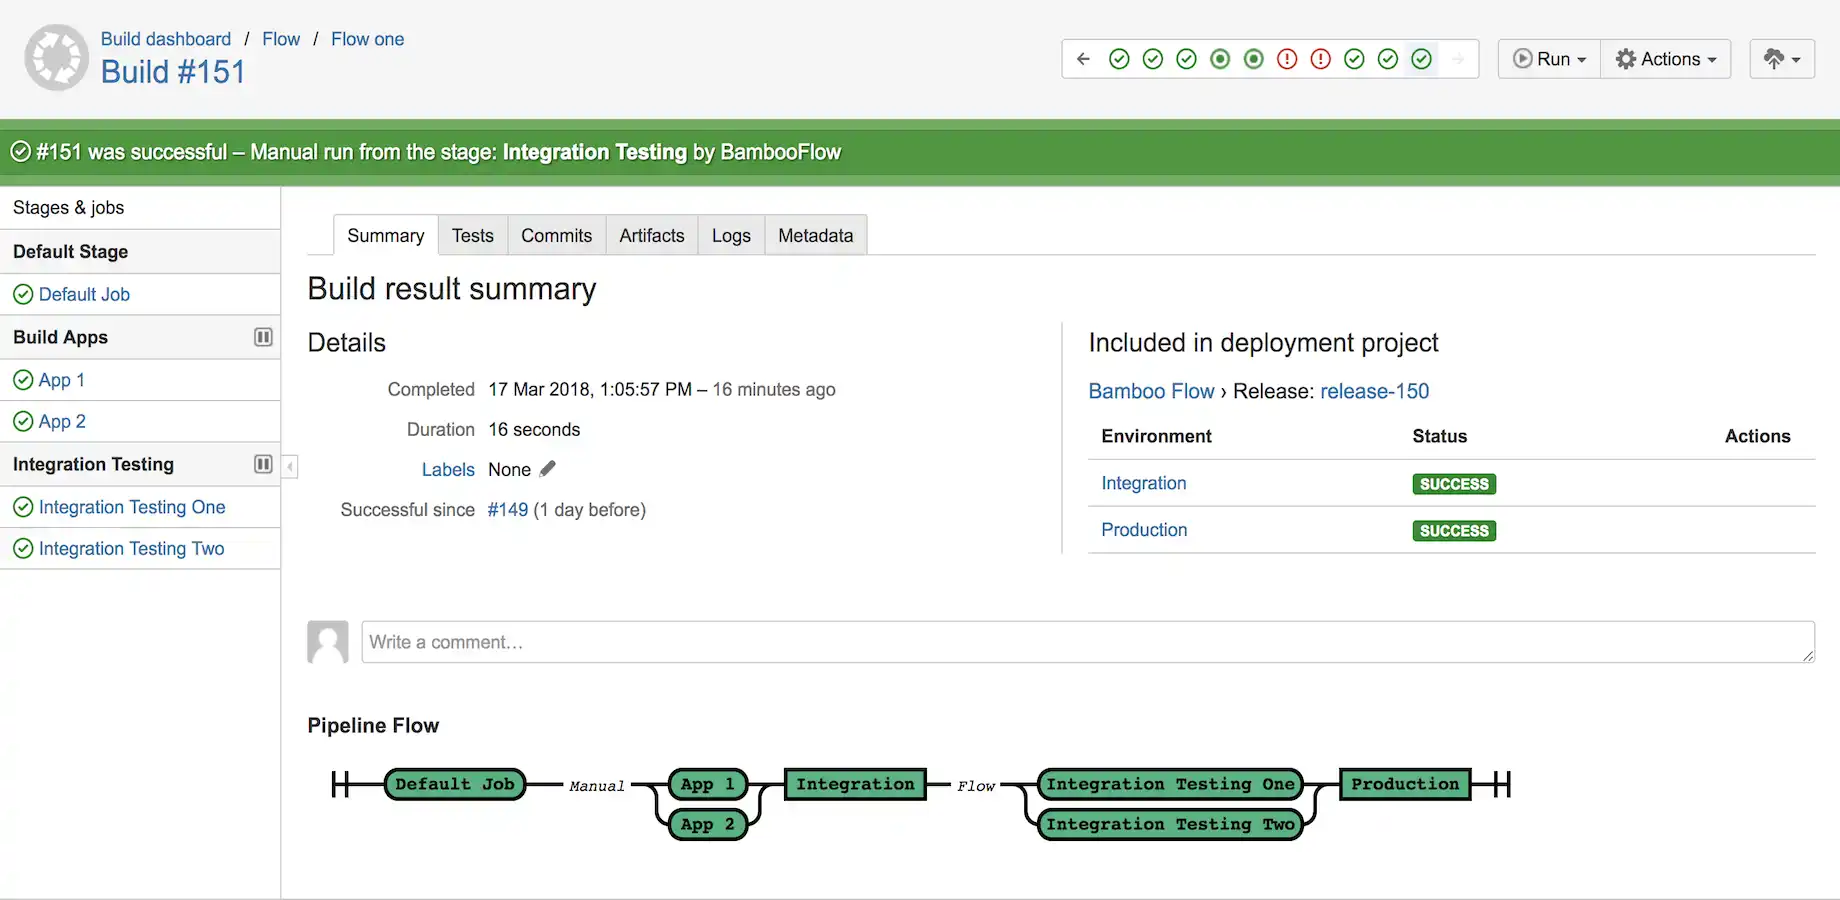 Build dashboard / Flow / Flow one
Build #151
Run
Actions
#151 was successful – Manual run from the stage: Integration Testing by BambooFlow
Stages & jobs
Default Stage
Default Job
Build Apps
App 1
App 2
Integration Testing
Integration Testing One
Integration Testing Two
Summary Tests Commits Artifacts Logs Metadata
Build result summary
Details
Completed 17 Mar 2018, 1:05:57 PM – 16 minutes ago
Duration 16 seconds
Labels None
Successful since #149 (1 day before)
Included in deployment project
Bamboo Flow › Release: release-150
Environment Status Actions
Integration SUCCESS
Production SUCCESS
Write a comment…
Pipeline Flow
Default Job Manual App 1 Integration Flow Integration Testing One Production
App 2 Integration Testing Two